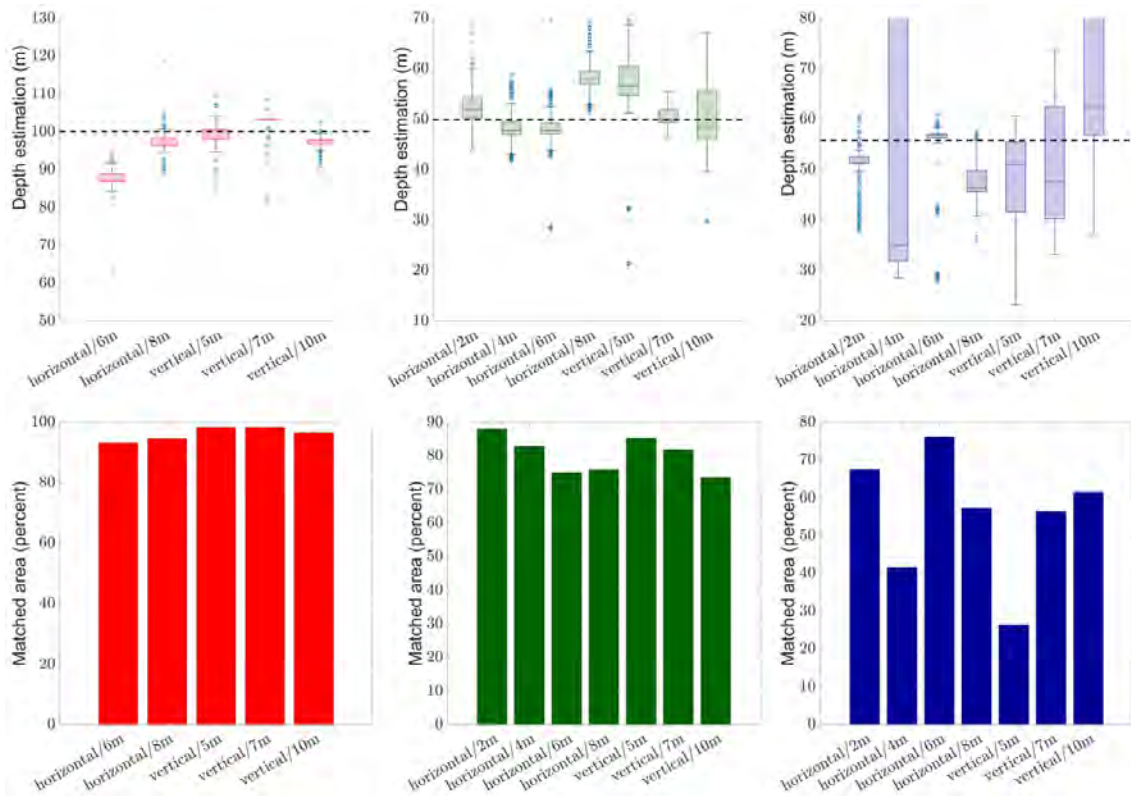 Depth estimation (m)
130
120
110
100
90
80
70
60
50
horizontal/6m
horizontal/8m
vertical/5m
vertical/7m
vertical/10m
Depth estimation (m)
70
60
50
40
30
20
10
horizontal/2m
horizontal/4m
horizontal/6m
horizontal/8m
vertical/5m
vertical/7m
vertical/10m
Depth estimation (m)
80
70
60
50
40
30
20
horizontal/2m
horizontal/4m
horizontal/6m
horizontal/8m
vertical/5m
vertical/7m
vertical/10m
Matched area (percent)
100
80
60
40
20
0
horizontal/6m
horizontal/8m
vertical/5m
vertical/7m
vertical/10m
Matched area (percent)
90
80
70
60
50
40
30
20
10
0
horizontal/2m
horizontal/4m
horizontal/6m
horizontal/8m
vertical/5m
vertical/7m
vertical/10m
Matched area (percent)
80
70
60
50
40
30
20
10
0
horizontal/2m
horizontal/4m
horizontal/6m
horizontal/8m
vertical/5m
vertical/7m
vertical/10m